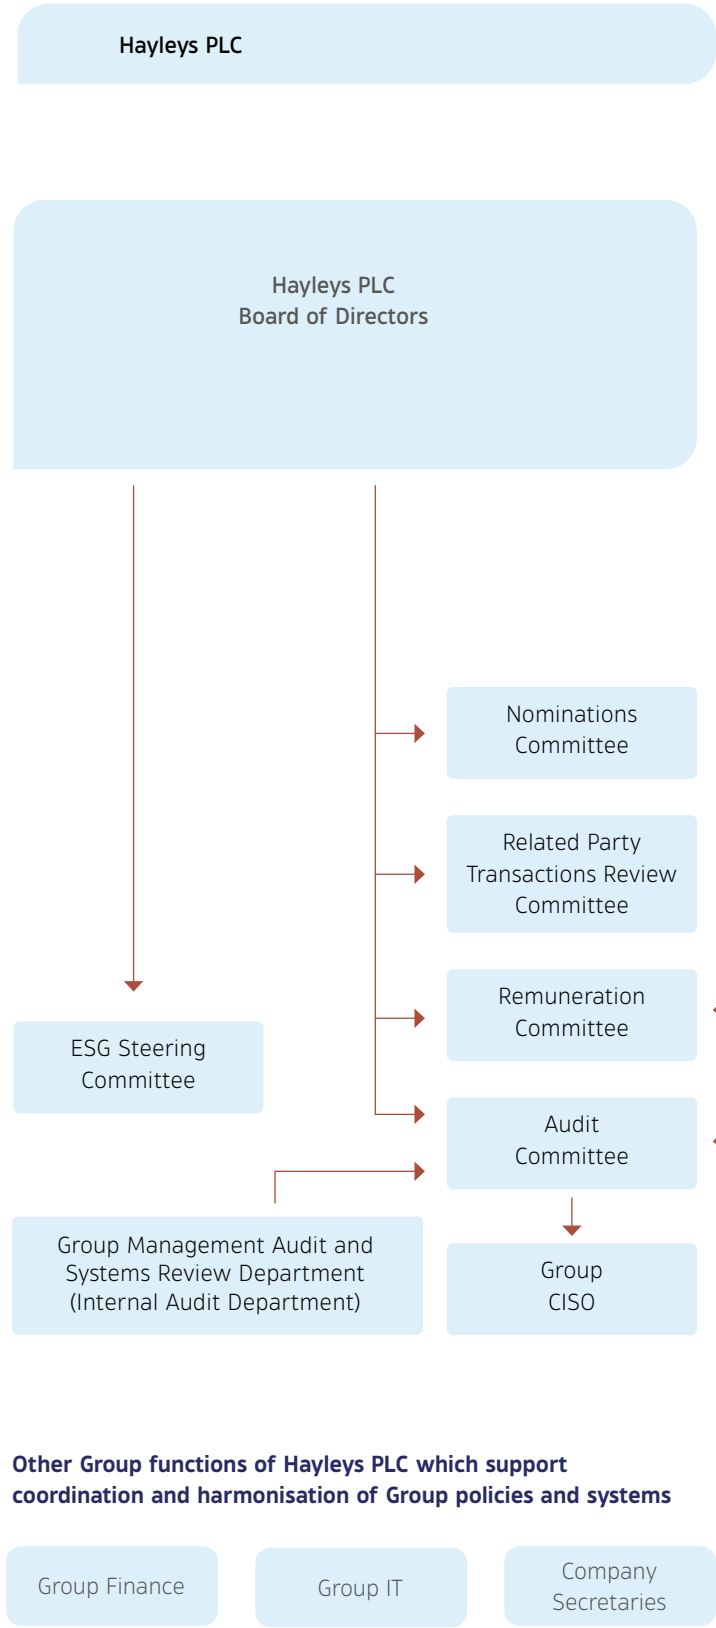 Hayleys PLC
Hayleys PLC
Board of Directors
Nominations
Committee
Related Party
Transactions Review
Committee
Remuneration
Committee
ESG Steering
Committee
Audit
Committee
Group Management Audit and
Systems Review Department
(Internal Audit Department)
Group
CISO
Other Group functions of Hayleys PLC which support
coordination and harmonisation of Group policies and systems
Group Finance
Group IT
Company
Secretaries